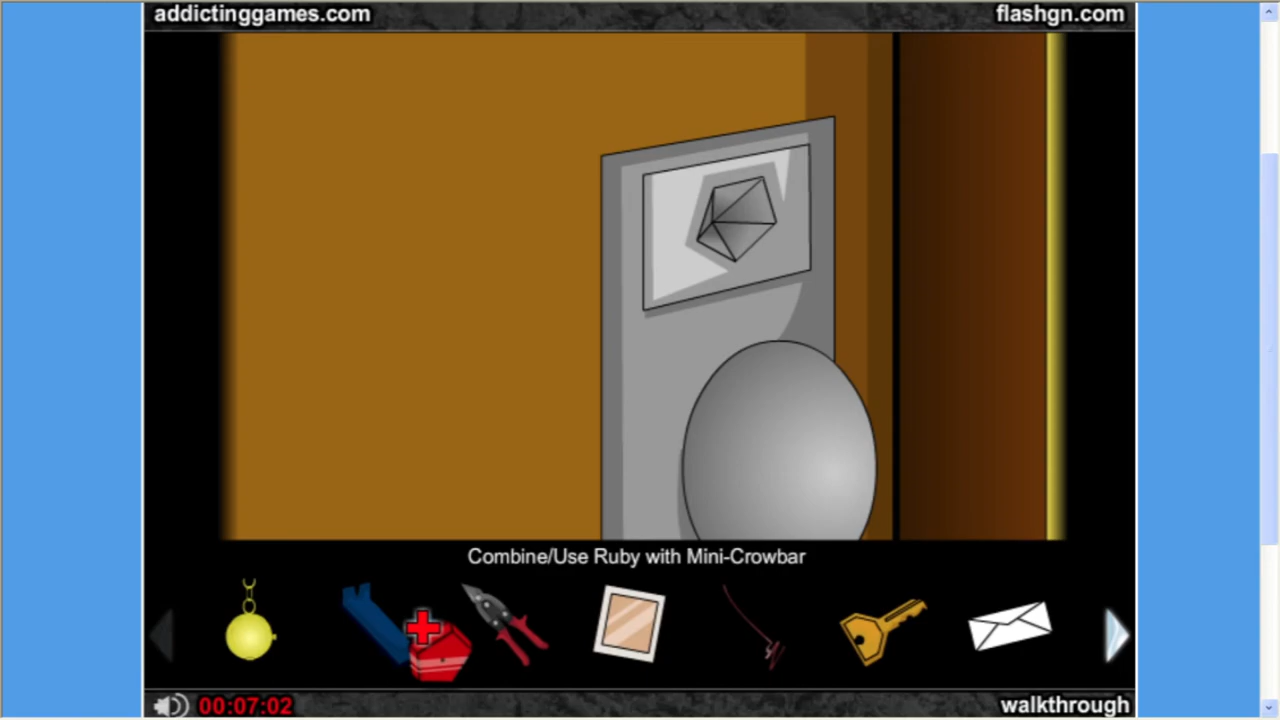 addictinggames.com
flashgn.com
Combine/Use Ruby with Mini-Crowbar
00:07:02
walkthrough